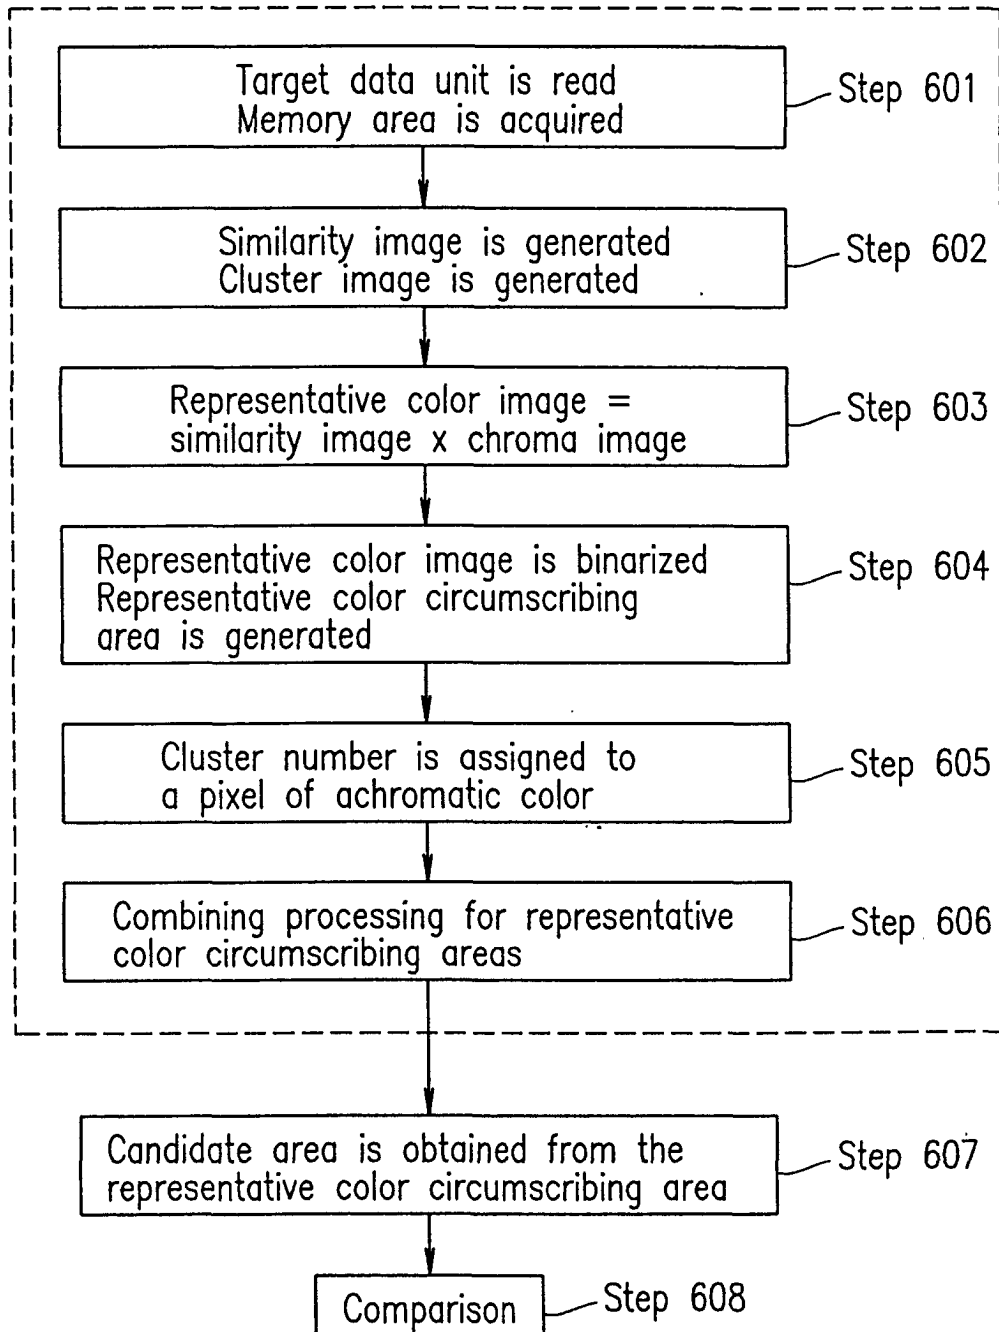 Target data unit is read
Memory area is acquired
Step 601
Similarity image is generated
Cluster image is generated
Step 602
Representative color image =
similarity image x chroma image
Step 603
Representative color image is binarized
Representative color circumscribing
area is generated
Step 604
Cluster number is assigned to
a pixel of achromatic color
Step 605
Combining processing for representative
color circumscribing areas
Step 606
Candidate area is obtained from the
representative color circumscribing area
Step 607
Comparison
Step 608